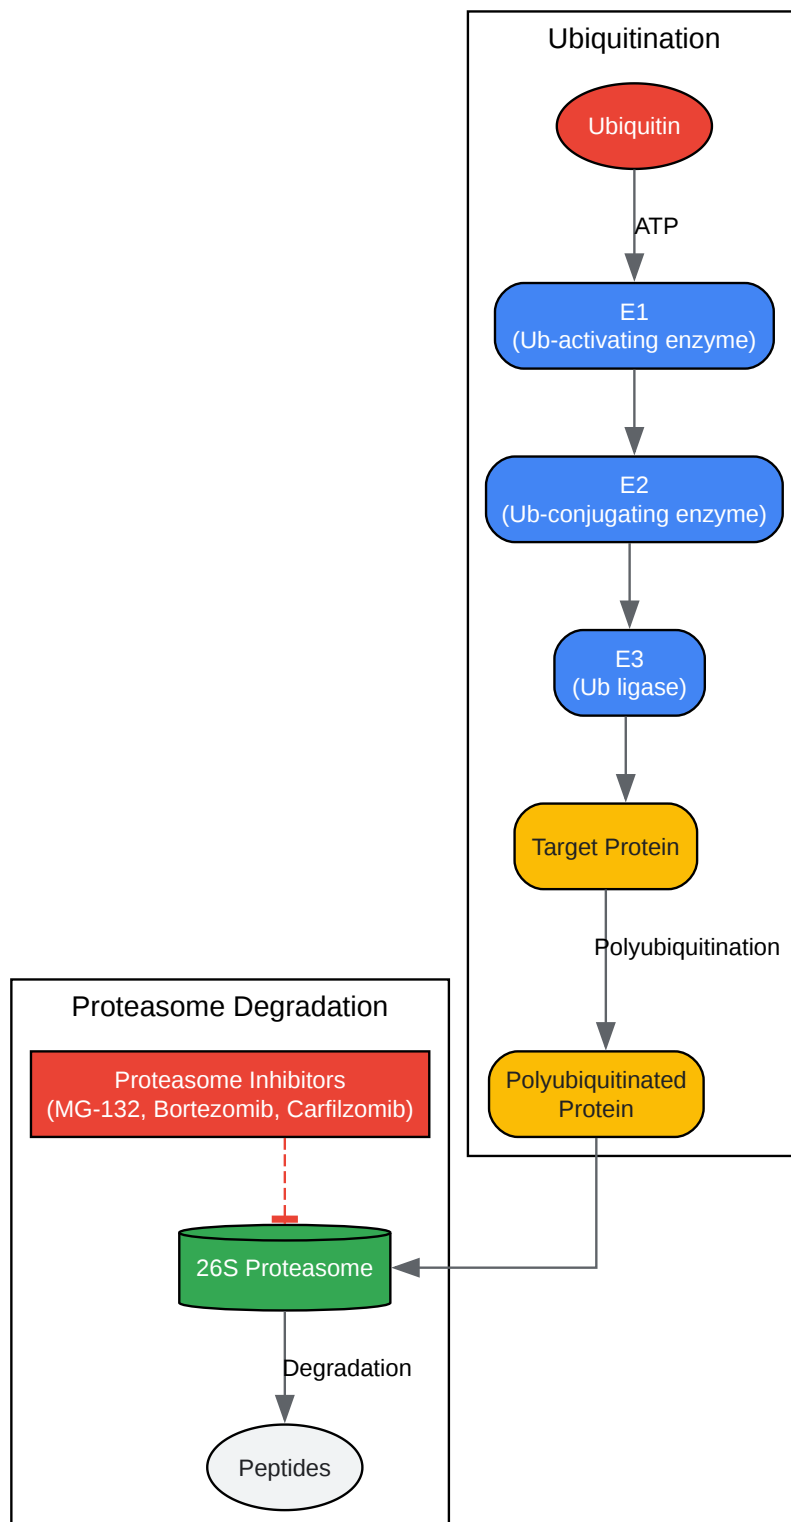 Ubiquitination
Ubiquitin
ATP
E1
(Ub-activating enzyme)
E2
(Ub-conjugating enzyme)
E3
(Ub ligase)
Target Protein
Polyubiquitination
Polyubiquitinated
Protein
Proteasome Degradation
Proteasome Inhibitors
(MG-132, Bortezomib, Carfilzomib)
26S Proteasome
Degradation
Peptides